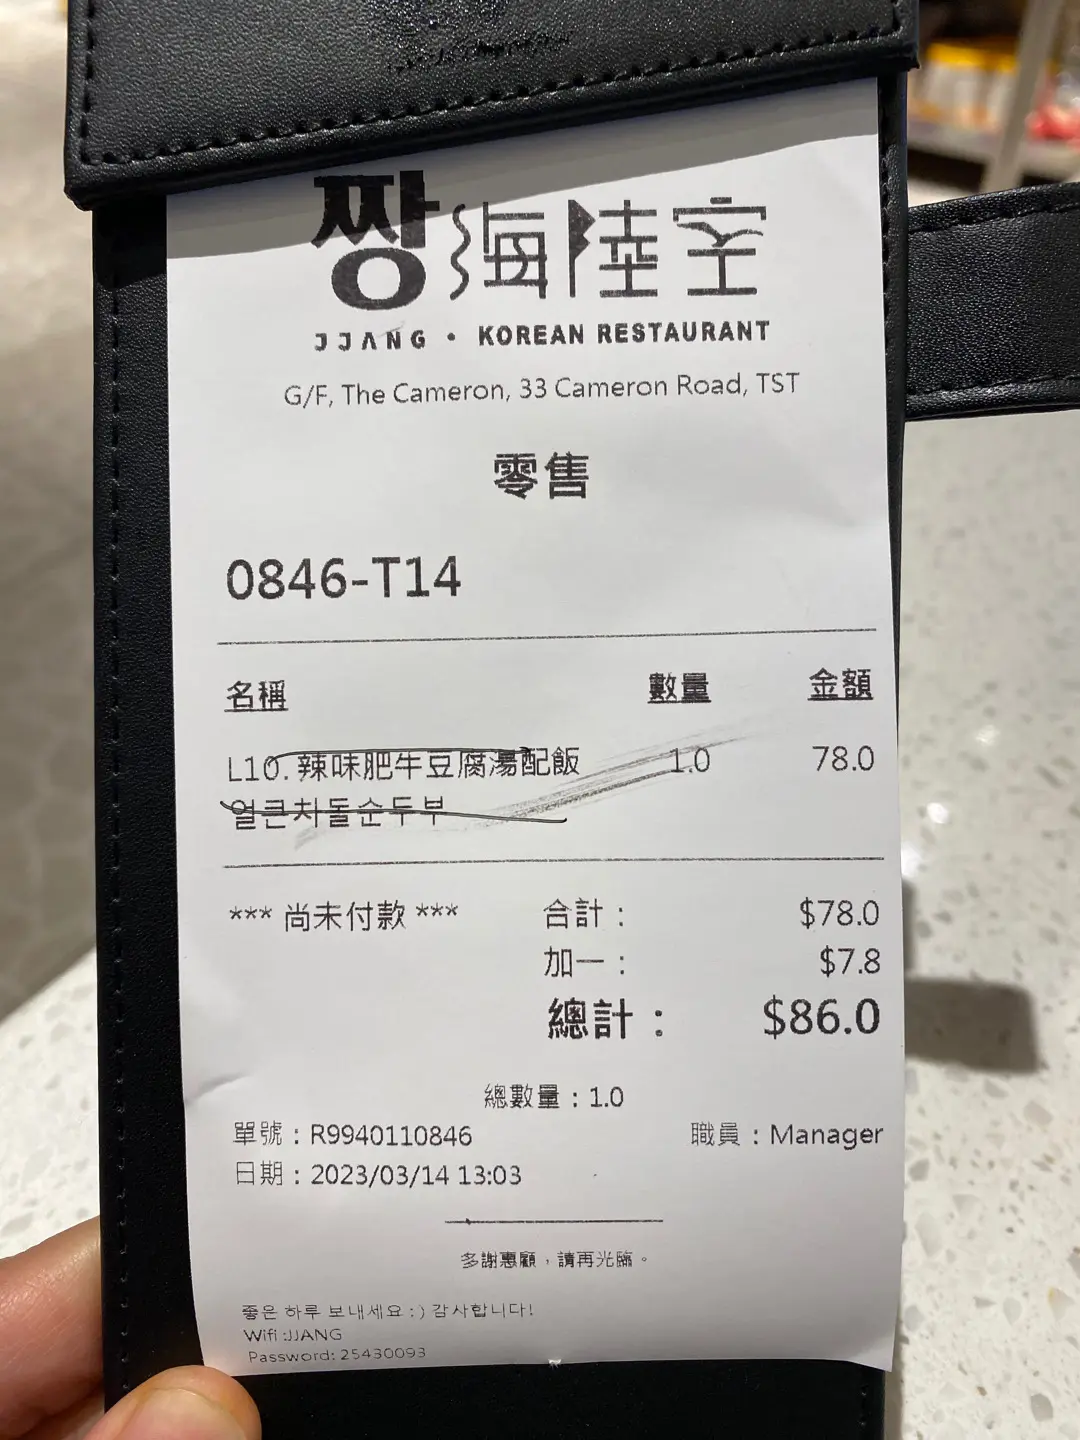 짱 海陸空
JJANG • KOREAN RESTAURANT
G/F, The Cameron, 33 Cameron Road, TST
零售
0846-T14
名稱 數量 金額
L10. 辣味肥牛豆腐湯配飯 1.0 78.0
얼큰차돌순두부
*** 尚未付款 *** 合計： $78.0
加一： $7.8
總計： $86.0
總數量：1.0
單號：R9940110846 職員：Manager
日期：2023/03/14 13:03
多謝惠顧，請再光臨。
좋은 하루 보내세요 :) 감사합니다!
Wifi :JJANG
Password: 25430093